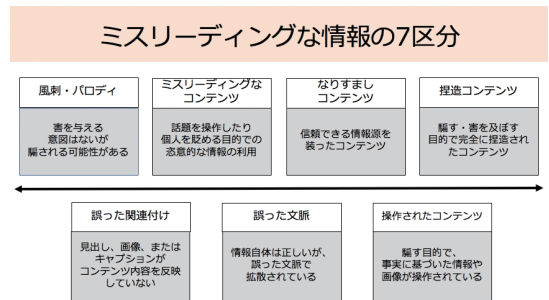 ミスリーディングな情報の7区分
風刺・パロディ
害を与える
意図はないが
騙される可能性がある
ミスリーディングな
コンテンツ
話題を操作したり
個人を貶める目的での
恣意的な情報の利用
なりすまし
コンテンツ
信頼できる情報源を
装ったコンテンツ
捏造コンテンツ
騙す・害を及ぼす
目的で完全に捏造され
たコンテンツ
誤った関連付け
見出し、画像、または
キャプションが
コンテンツ内容を反映
していない
誤った文脈
情報自体は正しいが、
誤った文脈で
拡散されている
操作されたコンテンツ
騙す目的で、
事実に基づいた情報や
画像が操作されている